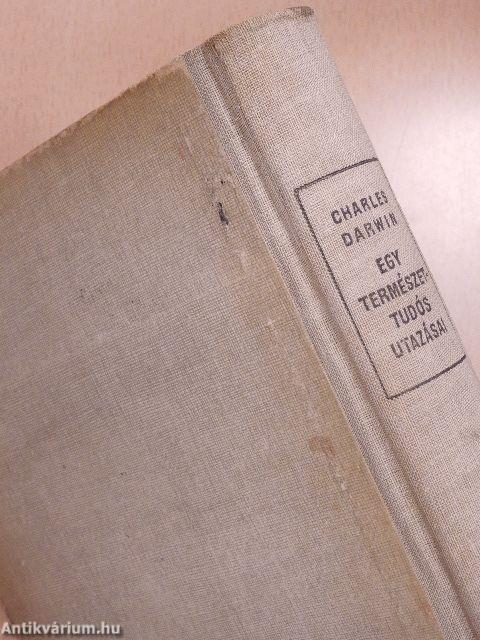 CHARLES
DARWIN
EGY
TERMÉSZET-
TUDÓS
UTAZÁSAI
Antikvárium.hu